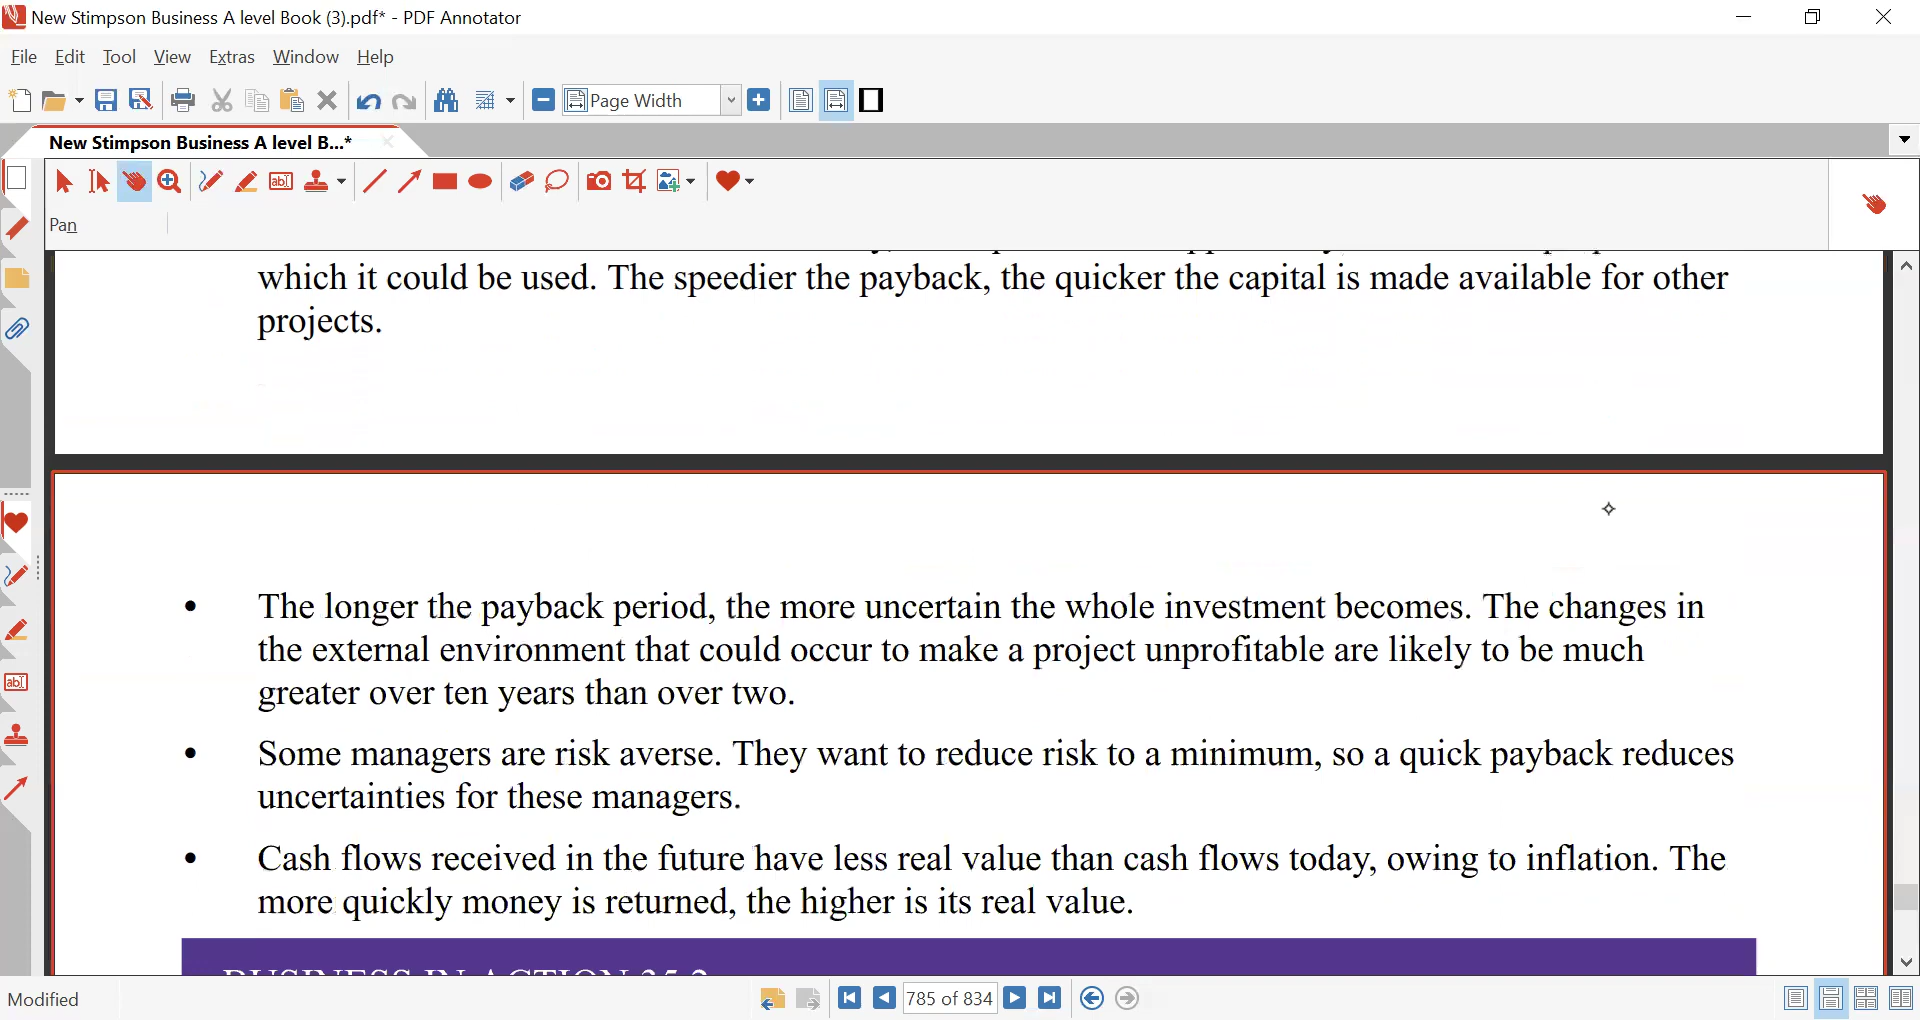 New Stimpson Business A level Book (3).pdf* - PDF Annotator
File Edit Tool View Extras Window Help
Page Width
New Stimpson Business A level B...*
Pan
which it could be used. The speedier the payback, the quicker the capital is made available for other
projects.
• The longer the payback period, the more uncertain the whole investment becomes. The changes in
the external environment that could occur to make a project unprofitable are likely to be much
greater over ten years than over two.
• Some managers are risk averse. They want to reduce risk to a minimum, so a quick payback reduces
uncertainties for these managers.
• Cash flows received in the future have less real value than cash flows today, owing to inflation. The
more quickly money is returned, the higher is its real value.
BUSINESS IN ACTION 35.2
Modified
785 of 834